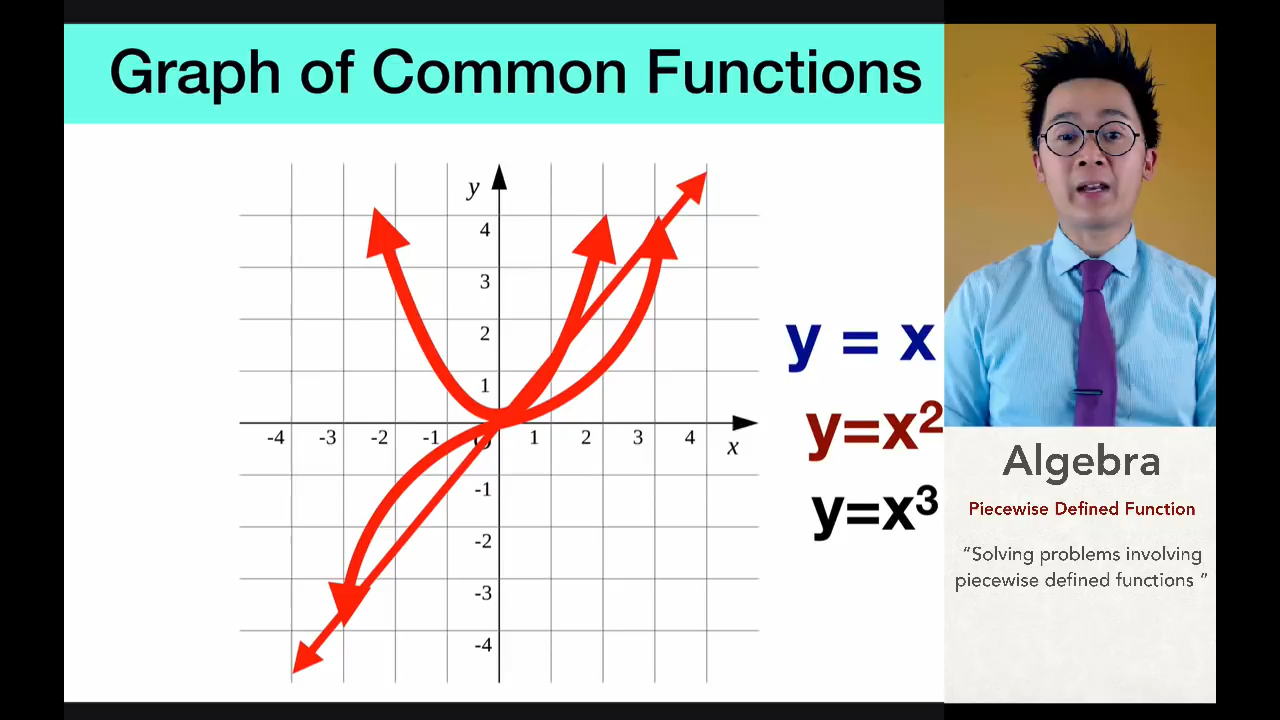 Graph of Common Functions
y
4
3
2
1
-4 -3 -2 -1 0 1 2 3 4
x
-1
-2
-3
-4
y = x
y=x²
y=x³
Algebra
Piecewise Defined Function
“Solving problems involving
piecewise defined functions ”